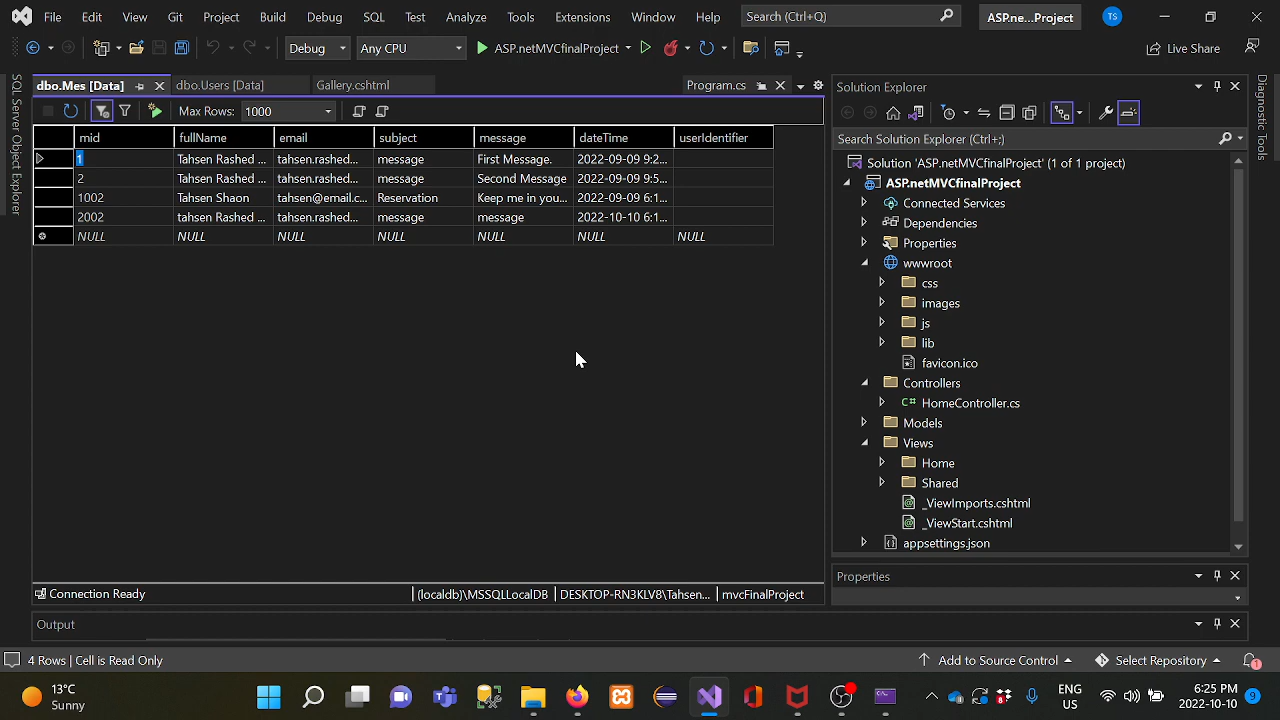 File Edit View Git Project Build Debug SQL Test Analyze Tools Extensions Window Help Search (Ctrl+Q) ASP.ne...Project TS
Debug Any CPU ASP.netMVCfinalProject Live Share
dbo.Mes [Data] dbo.Users [Data] Gallery.cshtml Program.cs
Max Rows: 1000
mid fullName email subject message dateTime userIdentifier
1 Tahsen Rashed ... tahsen.rashed... message First Message. 2022-09-09 9:2...
2 Tahsen Rashed ... tahsen.rashed... message Second Message 2022-09-09 9:5...
1002 Tahsen Shaon tahsen@email.c... Reservation Keep me in you... 2022-09-09 6:1...
2002 tahsen Rashed ... tahsen.rashed... message message 2022-10-10 6:1...
NULL NULL NULL NULL NULL NULL NULL
Connection Ready (localdb)\MSSQLLocalDB DESKTOP-RN3KLV8\Tahsen... mvcFinalProject
Output
SQL Server Object Explorer
Solution Explorer
Search Solution Explorer (Ctrl+;)
Solution 'ASP.netMVCfinalProject' (1 of 1 project)
ASP.netMVCfinalProject
Connected Services
Dependencies
Properties
wwwroot
css
images
js
lib
favicon.ico
Controllers
C# HomeController.cs
Models
Views
Home
Shared
_ViewImports.cshtml
_ViewStart.cshtml
appsettings.json
Properties
Diagnostic Tools
4 Rows | Cell is Read Only Add to Source Control Select Repository 1
13°C
Sunny
ENG
US
6:25 PM
2022-10-10
9